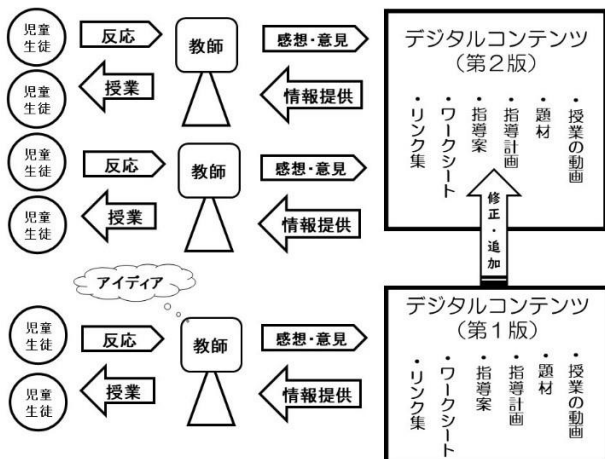 児童
生徒
反応
教師
感想・意見
児童
生徒
授業
情報提供
児童
生徒
反応
教師
感想・意見
児童
生徒
授業
情報提供
アイディア
児童
生徒
反応
教師
感想・意見
児童
生徒
授業
情報提供
デジタルコンテンツ
（第２版）
・授業の動画
・題材
・指導計画
・指導案
・ワークシート
・リンク集
修正・追加
デジタルコンテンツ
（第１版）
・授業の動画
・題材
・指導計画
・指導案
・ワークシート
・リンク集